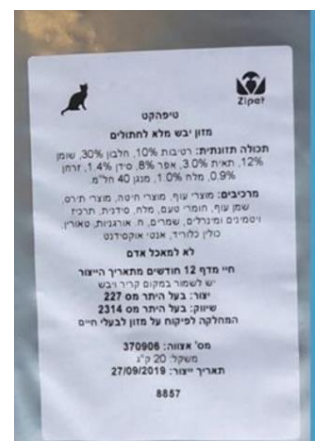 Zipet
טיפהקט
מזון יבש מלא לחתולים
תכולה תזונתית: רטיבות 10%, חלבון 30%, שומן
12%, תאית 3.0%, אפר 8%, סידן 1.4%, זרחן
0.9%, מלח 1.0%, מנגן 40 חל"מ.
מרכיבים: מוצרי עוף, מוצרי חיטה, מוצרי תירס,
שמן עוף, חומרי טעם, מלח, סידנית, תרכיז
ויטמינים ומינרלים, שמרים, ח. אורגניות, טאורין,
כולין כלוריד, אנטי אוקסידנט
לא למאכל אדם
חיי מדף 12 חודשים מתאריך הייצור
יש לשמור במקום קריר ויבש
יצור: בעל היתר מס 227
שיווק: בעל היתר מס 2314
המחלקה לפיקוח על מזון לבעלי חיים
מס' אצווה: 370906
משקל: 20 ק"ג
תאריך ייצור: 27/09/2019
8857